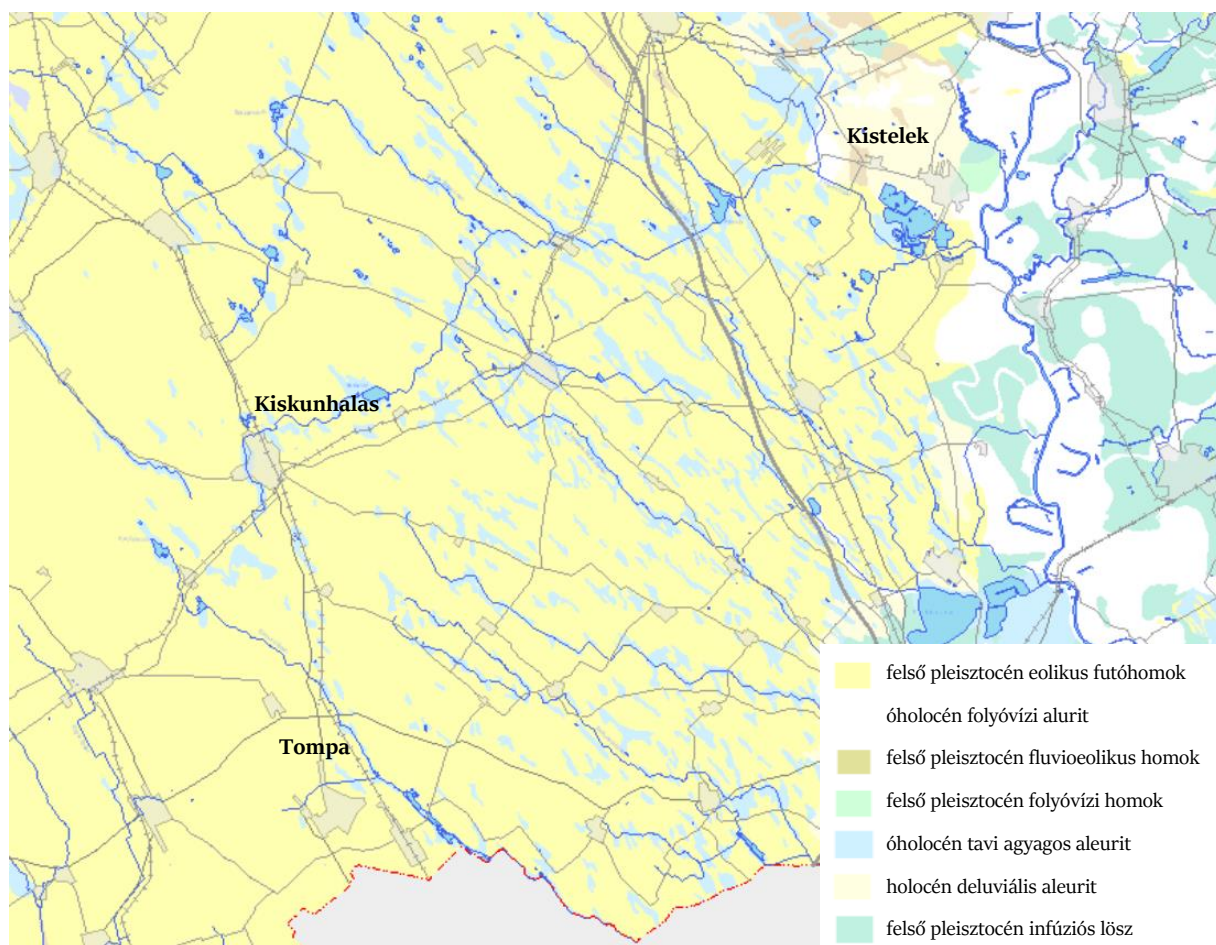 Kistelek
Kiskunhalas
Tompa
felső pleisztocén eolikus futóhomok
óholocén folyóvízi alurit
felső pleisztocén fluvioeolikus homok
felső pleisztocén folyóvízi homok
óholocén tavi agyagos aleurit
holocén deluviális aleurit
felső pleisztocén infúziós lösz